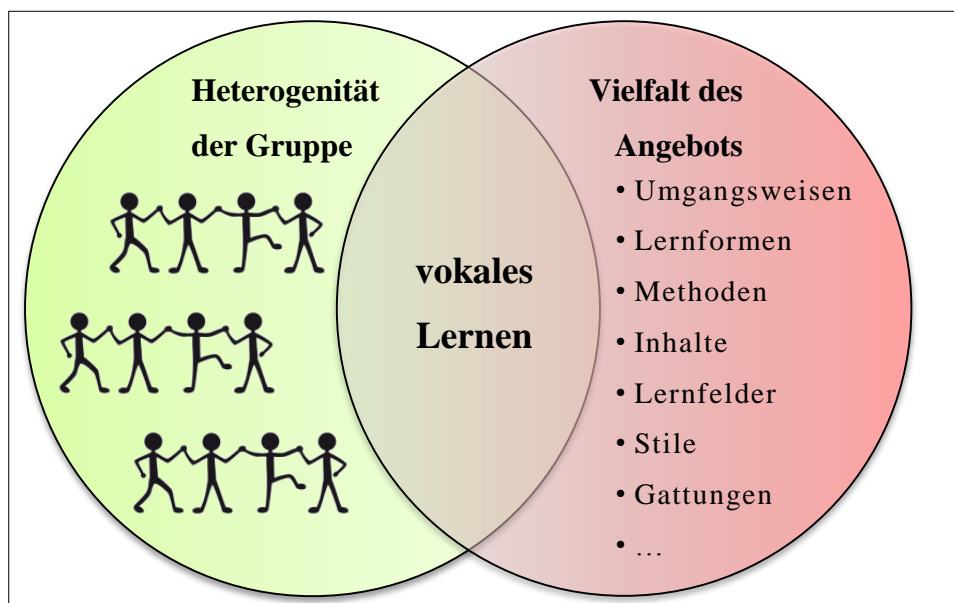 Heterogenität
der Gruppe
vokales
Lernen
Vielfalt des
Angebots
• Umgangsweisen
• Lernformen
• Methoden
• Inhalte
• Lernfelder
• Stile
• Gattungen
• …